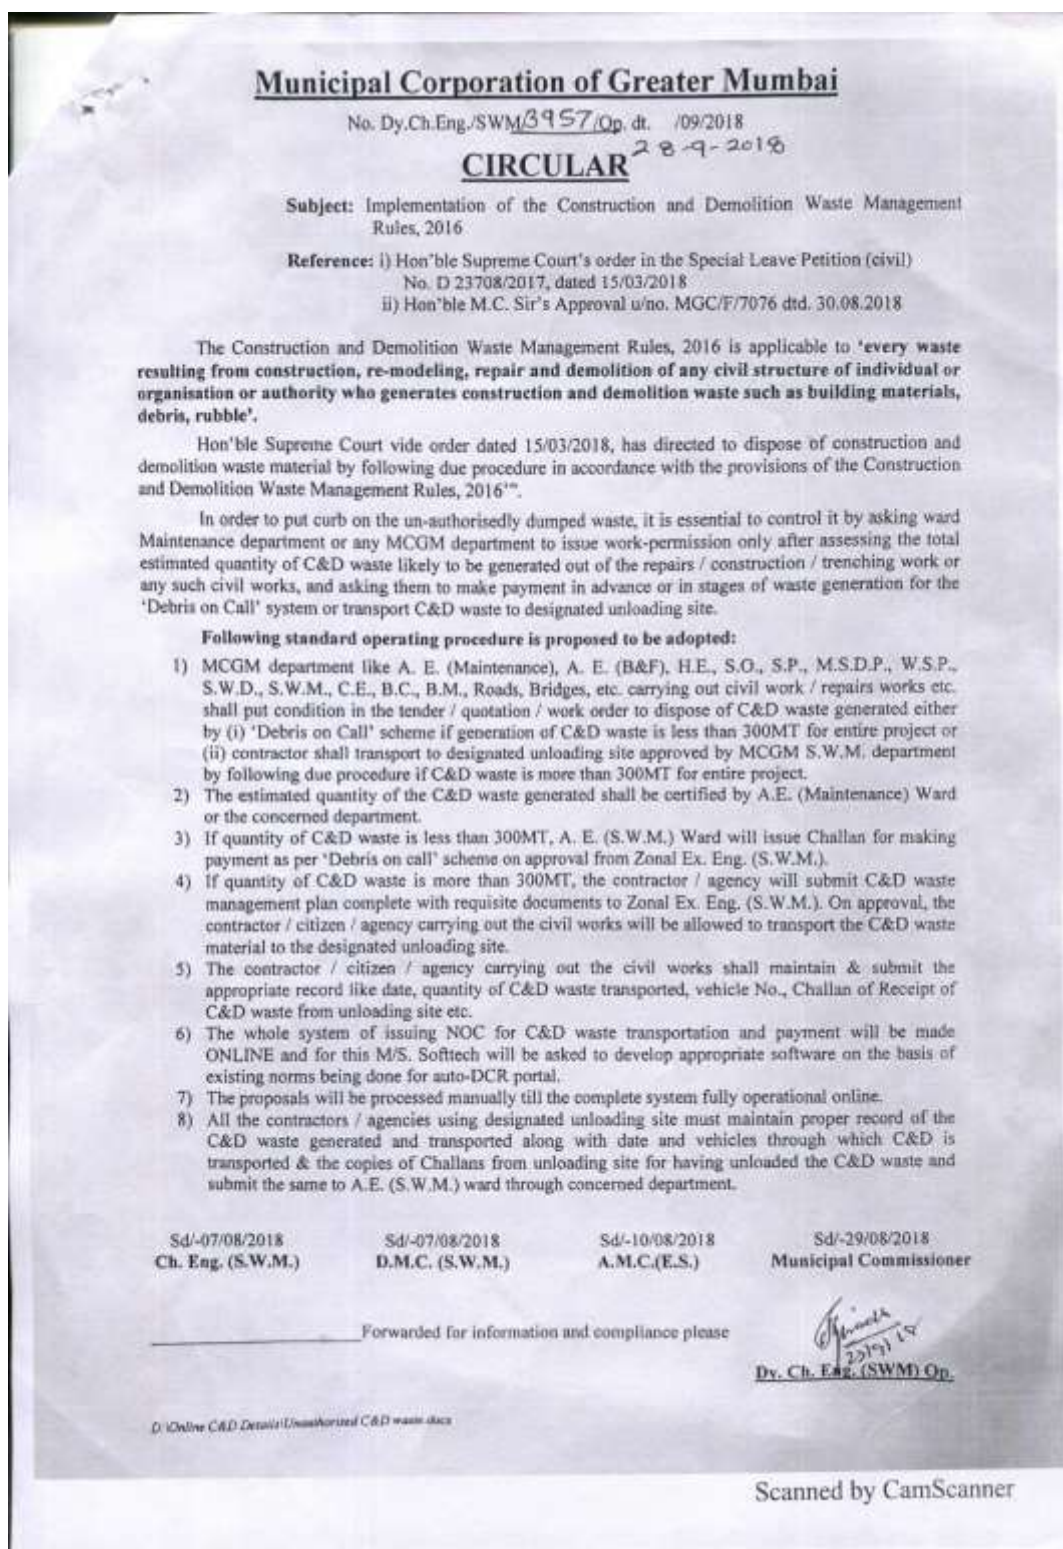 Municipal Corporation of Greater Mumbai
No. Dy.Ch.Eng./SWM/3957/Op. dt. /09/2018
28-9-2018
CIRCULAR
Subject: Implementation of the Construction and Demolition Waste Management
Rules, 2016
Reference: i) Hon'ble Supreme Court's order in the Special Leave Petition (civil)
No. D 23708/2017, dated 15/03/2018
ii) Hon'ble M.C. Sir's Approval u/no. MGC/F/7076 dtd. 30.08.2018
The Construction and Demolition Waste Management Rules, 2016 is applicable to 'every waste
resulting from construction, re-modeling, repair and demolition of any civil structure of individual or
organisation or authority who generates construction and demolition waste such as building materials,
debris, rubble'.
Hon'ble Supreme Court vide order dated 15/03/2018, has directed to dispose of construction and
demolition waste material by following due procedure in accordance with the provisions of the Construction
and Demolition Waste Management Rules, 2016'".
In order to put curb on the un-authorisedly dumped waste, it is essential to control it by asking ward
Maintenance department or any MCGM department to issue work-permission only after assessing the total
estimated quantity of C&D waste likely to be generated out of the repairs / construction / trenching work or
any such civil works, and asking them to make payment in advance or in stages of waste generation for the
'Debris on Call' system or transport C&D waste to designated unloading site.
Following standard operating procedure is proposed to be adopted:
1) MCGM department like A. E. (Maintenance), A. E. (B&F), H.E., S.O., S.P., M.S.D.P., W.S.P.,
S.W.D., S.W.M., C.E., B.C., B.M., Roads, Bridges, etc. carrying out civil work / repairs works etc.
shall put condition in the tender / quotation / work order to dispose of C&D waste generated either
by (i) 'Debris on Call' scheme if generation of C&D waste is less than 300MT for entire project or
(ii) contractor shall transport to designated unloading site approved by MCGM S.W.M. department
by following due procedure if C&D waste is more than 300MT for entire project.
2) The estimated quantity of the C&D waste generated shall be certified by A.E. (Maintenance) Ward
or the concerned department.
3) If quantity of C&D waste is less than 300MT, A. E. (S.W.M.) Ward will issue Challan for making
payment as per 'Debris on call' scheme on approval from Zonal Ex. Eng. (S.W.M.).
4) If quantity of C&D waste is more than 300MT, the contractor / agency will submit C&D waste
management plan complete with requisite documents to Zonal Ex. Eng. (S.W.M.). On approval, the
contractor / citizen / agency carrying out the civil works will be allowed to transport the C&D waste
material to the designated unloading site.
5) The contractor / citizen / agency carrying out the civil works shall maintain & submit the
appropriate record like date, quantity of C&D waste transported, vehicle No., Challan of Receipt of
C&D waste from unloading site etc.
6) The whole system of issuing NOC for C&D waste transportation and payment will be made
ONLINE and for this M/S. Softtech will be asked to develop appropriate software on the basis of
existing norms being done for auto-DCR portal.
7) The proposals will be processed manually till the complete system fully operational online.
8) All the contractors / agencies using designated unloading site must maintain proper record of the
C&D waste generated and transported along with date and vehicles through which C&D is
transported & the copies of Challans from unloading site for having unloaded the C&D waste and
submit the same to A.E. (S.W.M.) ward through concerned department.
Sd/-07/08/2018 Sd/-07/08/2018 Sd/-10/08/2018 Sd/-29/08/2018
Ch. Eng. (S.W.M.) D.M.C. (S.W.M.) A.M.C.(E.S.) Municipal Commissioner
Forwarded for information and compliance please
Dy. Ch. Eng. (SWM) Op.
D:\Online C&D Details\Unauthorized C&D waste.docx
Scanned by CamScanner